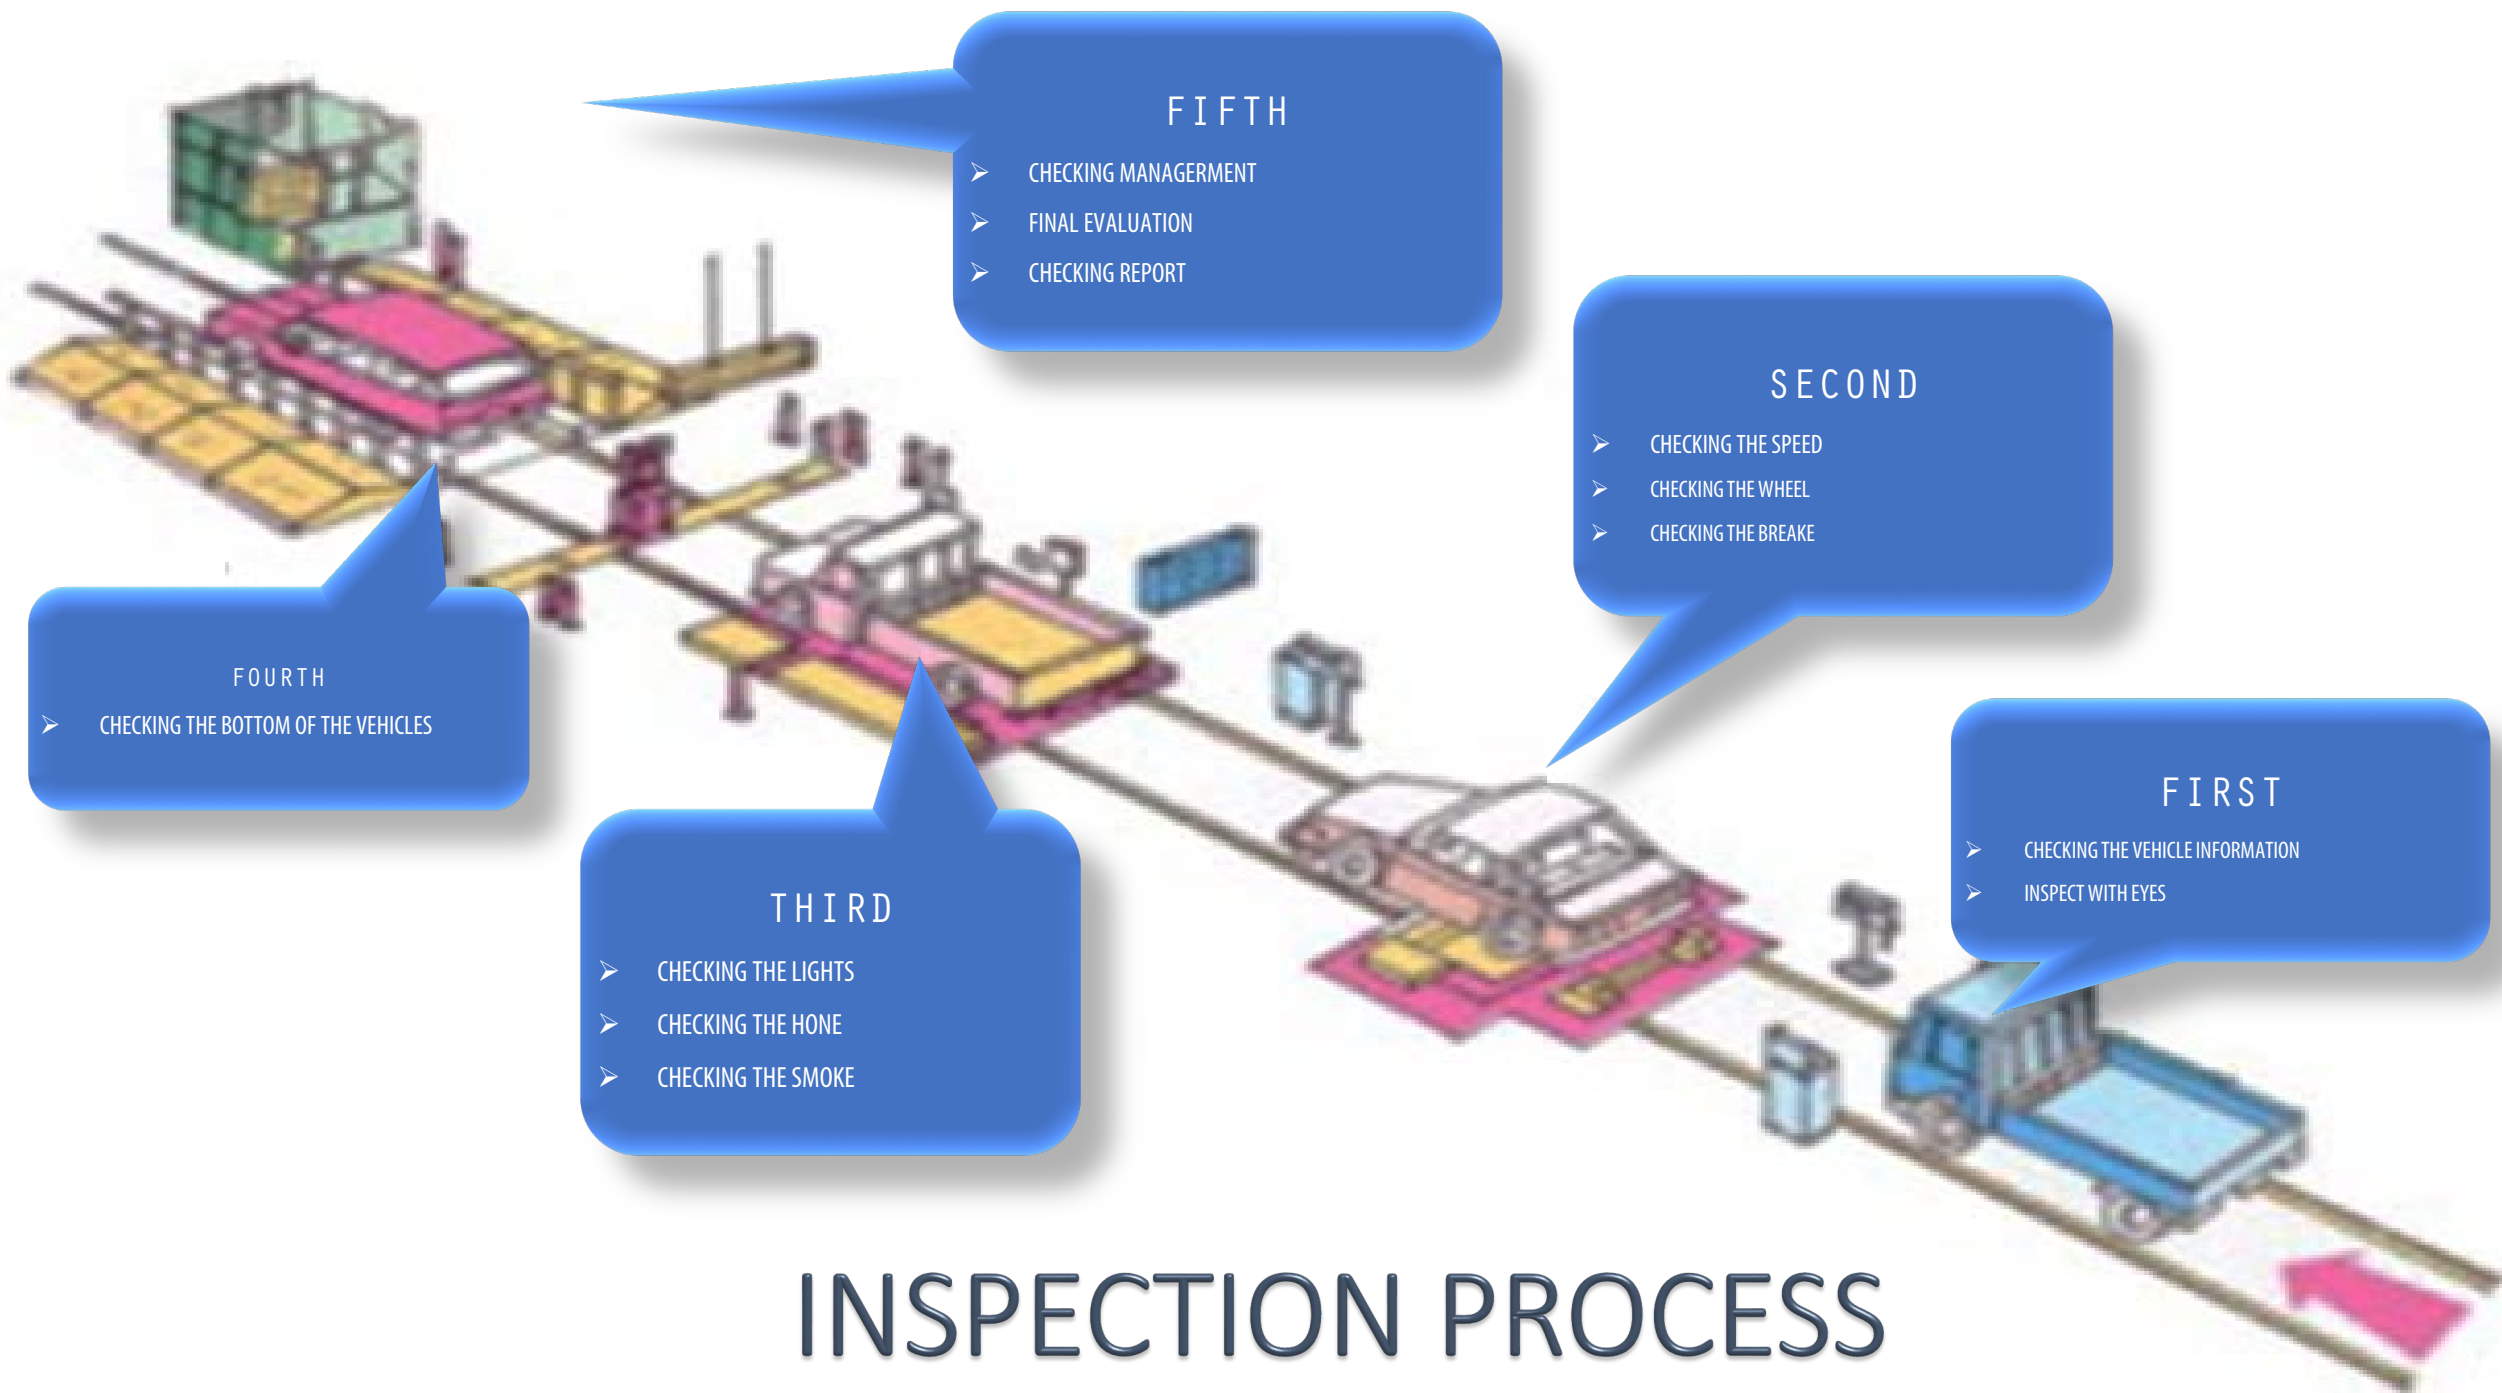 FIFTH
CHECKING MANAGERMENT
FINAL EVALUATION
CHECKING REPORT
SECOND
CHECKING THE SPEED
CHECKING THE WHEEL
CHECKING THE BREAKE
FOURTH
CHECKING THE BOTTOM OF THE VEHICLES
FIRST
CHECKING THE VEHICLE INFORMATION
INSPECT WITH EYES
THIRD
CHECKING THE LIGHTS
CHECKING THE HONE
CHECKING THE SMOKE
INSPECTION PROCESS